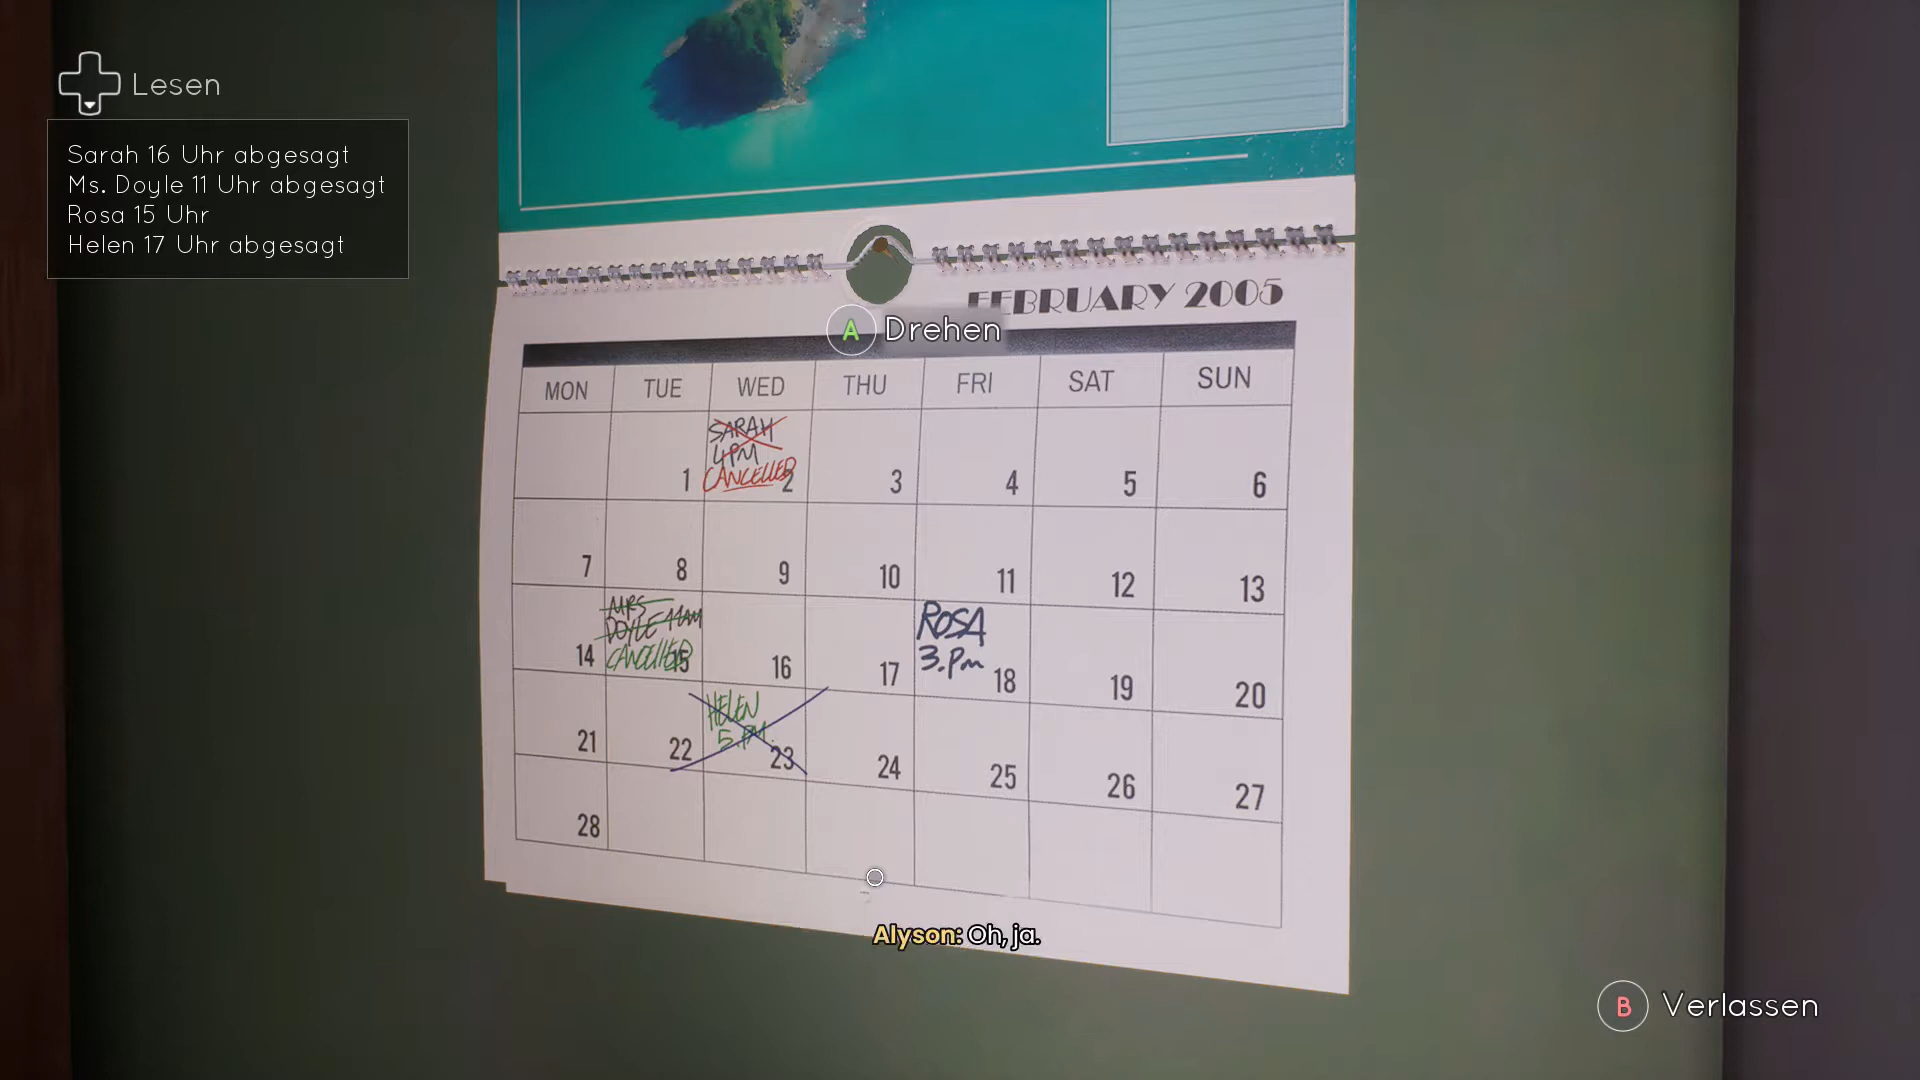 Lesen
Sarah 16 Uhr abgesagt
Ms. Doyle 11 Uhr abgesagt
Rosa 15 Uhr
Helen 17 Uhr abgesagt
FEBRUARY 2005
A Drehen
MON TUE WED THU FRI SAT SUN
SARAH
4PM
CANCELLED
1 2 3 4 5 6
7 8 9 10 11 12 13
MRS
DOYLE 11AM
CANCELLED
ROSA
3.Pm
14 15 16 17 18 19 20
HELEN
5.PM
21 22 23 24 25 26 27
28
Alyson: Oh, ja.
B Verlassen